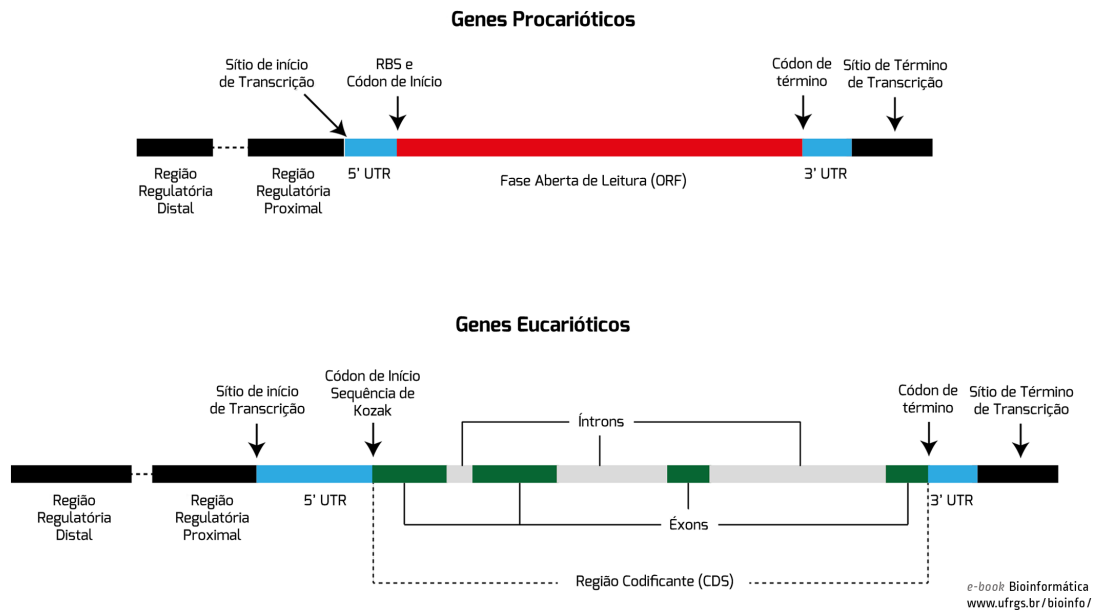 Genes Procarióticos
Sítio de início
de Transcrição
RBS e
Códon de Início
Códon de
término
Sítio de Término
de Transcrição
Região
Regulatória
Distal
Região
Regulatória
Proximal
5' UTR
Fase Aberta de Leitura (ORF)
3' UTR
Genes Eucarióticos
Sítio de início
de Transcrição
Códon de Início
Sequência de
Kozak
Íntrons
Códon de
término
Sítio de Término
de Transcrição
Região
Regulatória
Distal
Região
Regulatória
Proximal
5' UTR
Éxons
3' UTR
Região Codificante (CDS)
e-book Bioinformática
www.ufrgs.br/bioinfo/